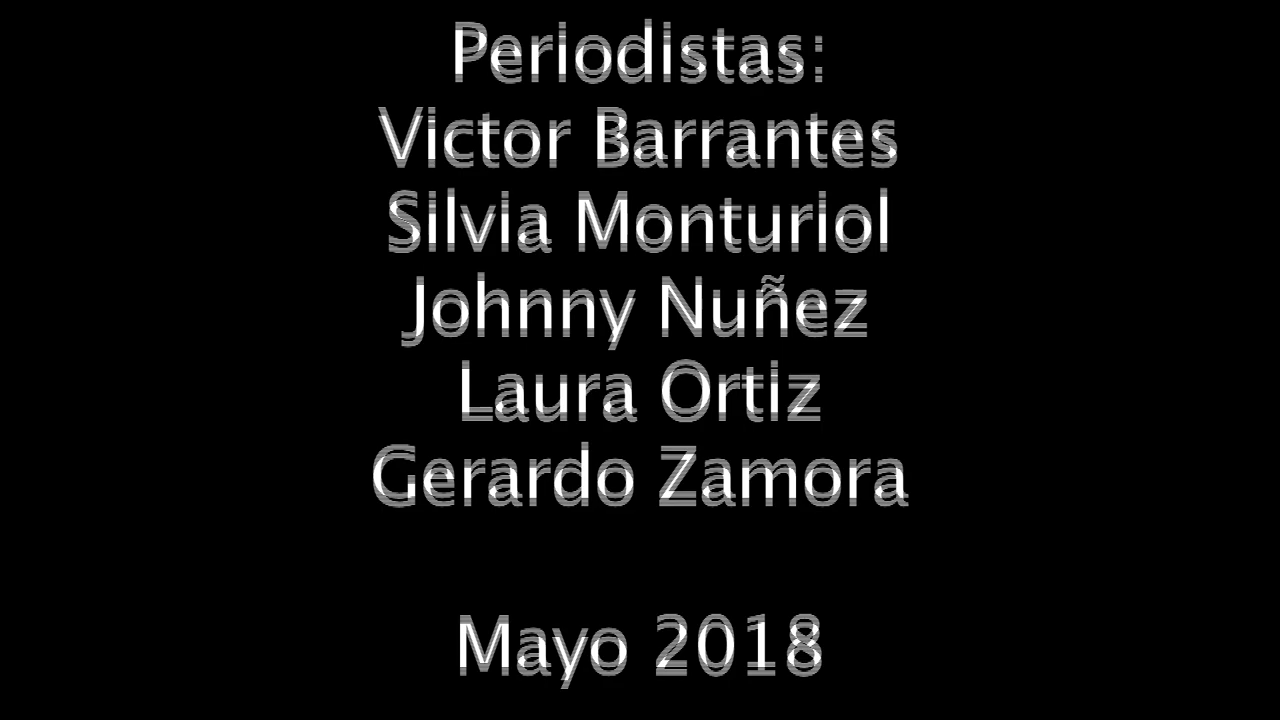 Periodistas:
Victor Barrantes
Silvia Monturiol
Johnny Nuñez
Laura Ortiz
Gerardo Zamora
Mayo 2018